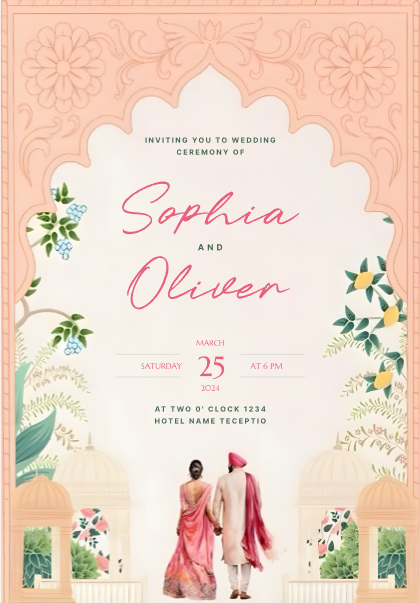 INVITING YOU TO WEDDING
CEREMONY OF
Sophia
AND
Oliver
MARCH
SATURDAY 25 AT 6 PM
2024
AT TWO 0' CLOCK 1234
HOTEL NAME TECEPTIO